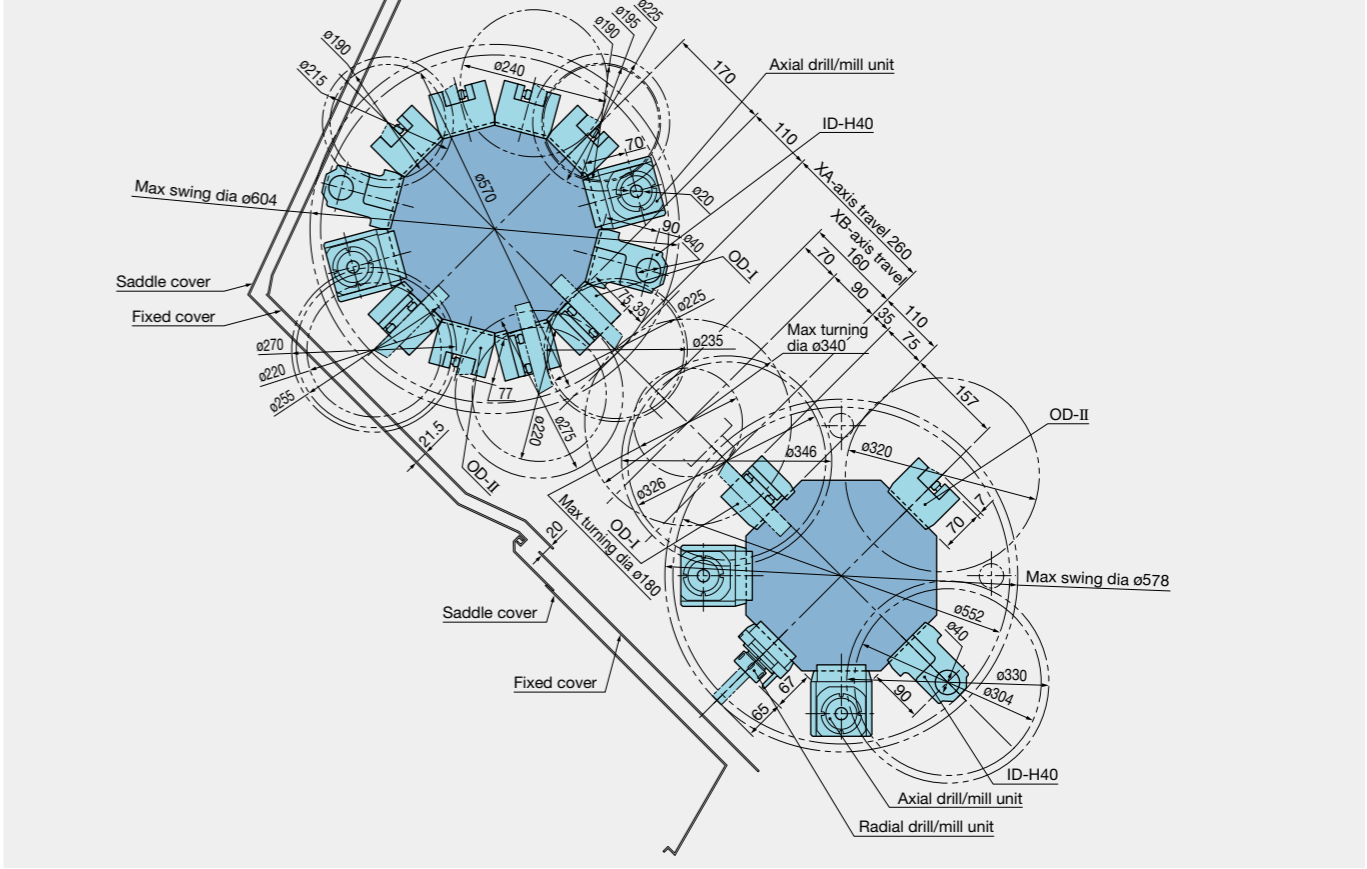 ø225
ø195
ø190
ø190
ø215
ø240
170
Axial drill/mill unit
110
ID-H40
70
XA-axis travel 260
XB-axis travel
160
ø570
ø20
Max swing dia ø604
90
ø40
OD-I
70
90
35
75
110
Saddle cover
Fixed cover
75
35
ø225
Max turning
dia ø340
ø270
ø235
ø220
ø255
77
157
ø220
ø275
OD-II
21.5
ø346
ø320
OD-II
ø326
7
70
20
OD-I
Max turning dia ø180
Max swing dia ø578
Saddle cover
ø552
ø40
ø330
Fixed cover
67
90
ø304
65
ID-H40
Axial drill/mill unit
Radial drill/mill unit